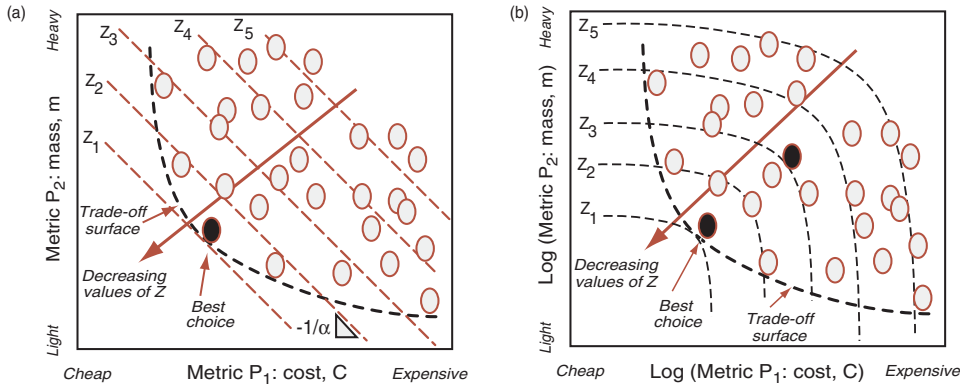 (a)
Heavy
Metric P2: mass, m
Light
Z3
Z4
Z5
Z2
Z1
Trade-off
surface
Decreasing
values of Z
Best
choice
-1/α
Cheap
Metric P1: cost, C
Expensive
(b)
Heavy
Log (Metric P2: mass, m)
Light
Z5
Z4
Z3
Z2
Z1
Decreasing
values of Z
Best
choice
Trade-off
surface
Cheap
Log (Metric P1: cost, C)
Expensive